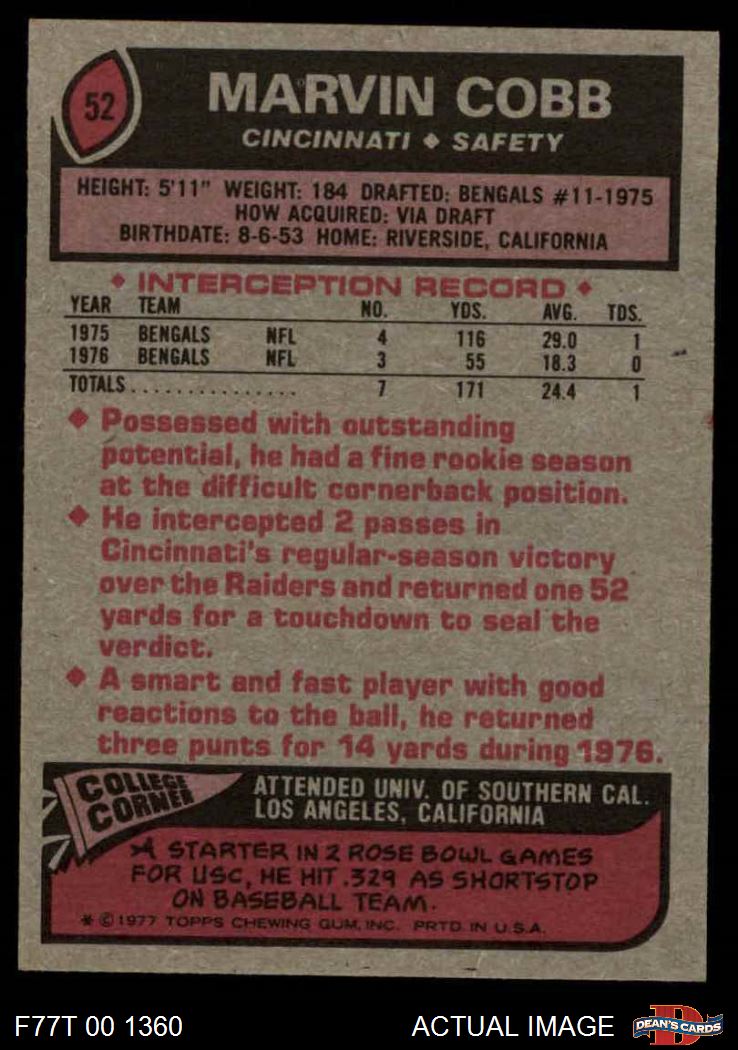 52
MARVIN COBB
CINCINNATI ♦ SAFETY
HEIGHT: 5'11" WEIGHT: 184 DRAFTED: BENGALS #11-1975
HOW ACQUIRED: VIA DRAFT
BIRTHDATE: 8-6-53 HOME: RIVERSIDE, CALIFORNIA
♦ INTERCEPTION RECORD ♦
YEAR TEAM NO. YDS. AVG. TDS.
1975 BENGALS NFL 4 116 29.0 1
1976 BENGALS NFL 3 55 18.3 0
TOTALS................ 7 171 24.4 1
♦ Possessed with outstanding
potential, he had a fine rookie season
at the difficult cornerback position.
♦ He intercepted 2 passes in
Cincinnati's regular-season victory
over the Raiders and returned one 52
yards for a touchdown to seal the
verdict.
♦ A smart and fast player with good
reactions to the ball, he returned
three punts for 14 yards during 1976.
COLLEGE
CORNER
ATTENDED UNIV. OF SOUTHERN CAL.
LOS ANGELES, CALIFORNIA
A STARTER IN 2 ROSE BOWL GAMES
FOR USC, HE HIT .329 AS SHORTSTOP
ON BASEBALL TEAM.
* © 1977 TOPPS CHEWING GUM, INC. PRTD IN U.S.A.
F77T 00 1360 ACTUAL IMAGE
D
DEAN'S CARDS